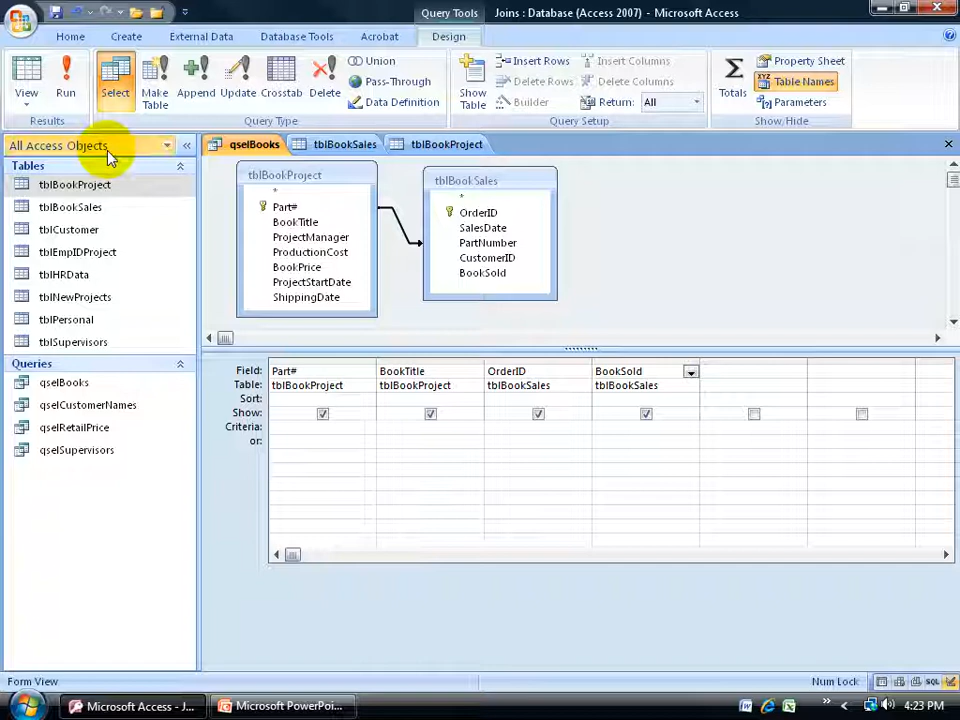 Query Tools
Joins : Database (Access 2007) - Microsoft Access
Home Create External Data Database Tools Acrobat Design
View
Run
Results
Select
Make Table
Append
Update
Crosstab
Delete
Union
Pass-Through
Data Definition
Query Type
Show Table
Insert Rows
Delete Rows
Builder
Insert Columns
Delete Columns
Return: All
Query Setup
Σ
Totals
Property Sheet
XYZ Table Names
Parameters
Show/Hide
All Access Objects
Tables
tblBookProject
tblBookSales
tblCustomer
tblEmpIDProject
tblHRData
tblNewProjects
tblPersonal
tblSupervisors
Queries
qselBooks
qselCustomerNames
qselRetailPrice
qselSupervisors
qselBooks tblBookSales tblBookProject
tblBookProject
*
Part#
BookTitle
ProjectManager
ProductionCost
BookPrice
ProjectStartDate
ShippingDate
tblBookSales
*
OrderID
SalesDate
PartNumber
CustomerID
BookSold
Field: Part# BookTitle OrderID BookSold
Table: tblBookProject tblBookProject tblBookSales tblBookSales
Sort:
Show:
Criteria:
or:
Form View
Num Lock
SQL
Microsoft Access - J...
Microsoft PowerPoi...
4:23 PM